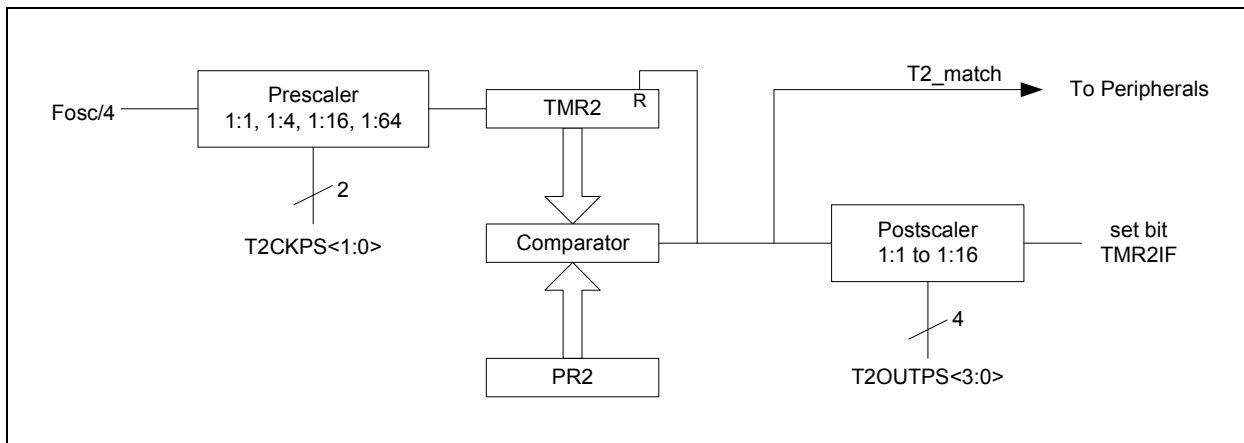 T2_match
To Peripherals
Fosc/4
Prescaler
1:1, 1:4, 1:16, 1:64
TMR2
R
2
T2CKPS<1:0>
Comparator
Postscaler
1:1 to 1:16
set bit
TMR2IF
4
T2OUTPS<3:0>
PR2